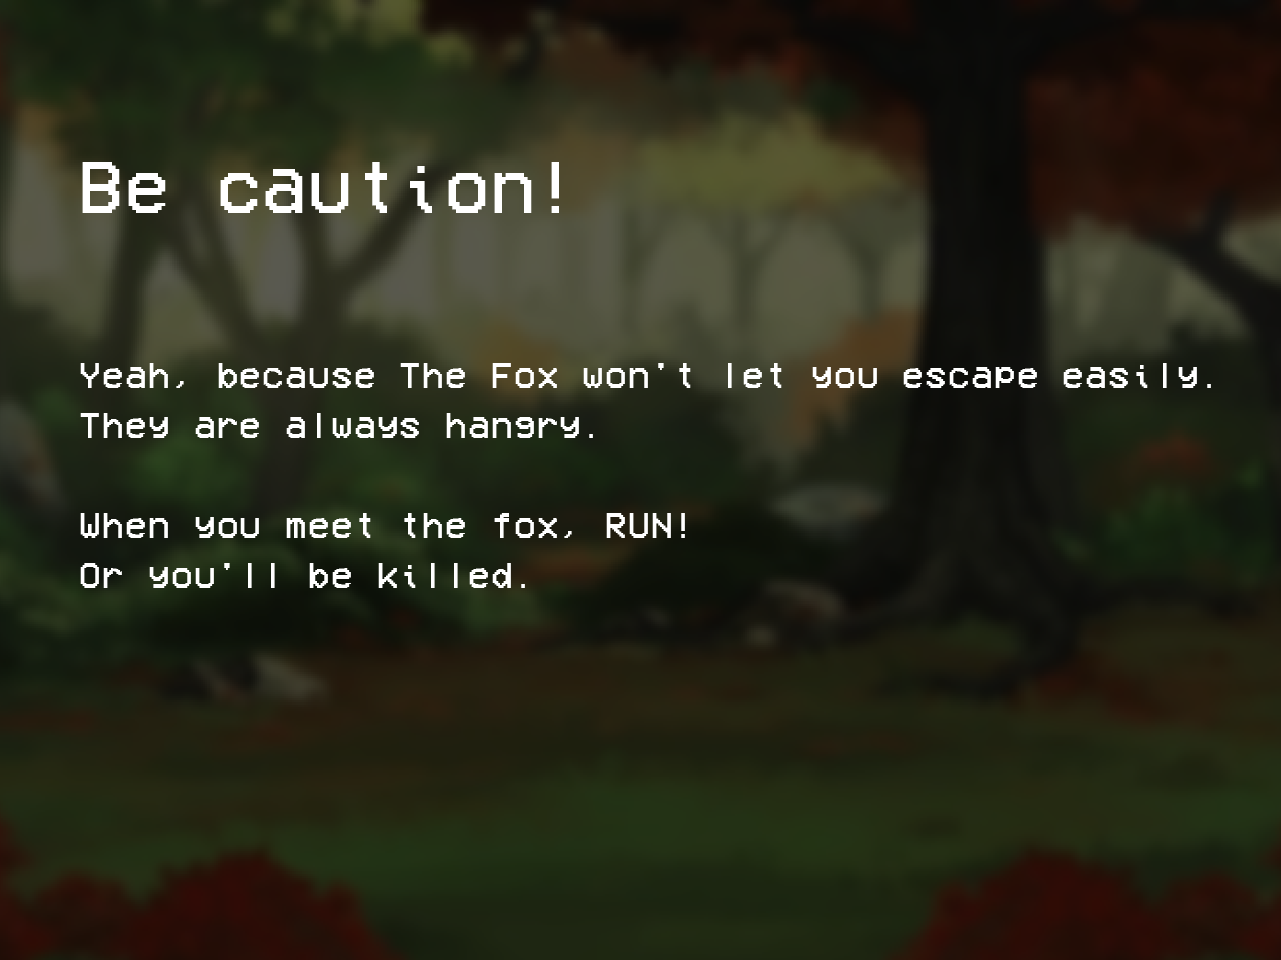 Be caution!
Yeah, because The Fox won't let you escape easily.
They are always hangry.
When you meet the fox, RUN!
Or you'll be killed.